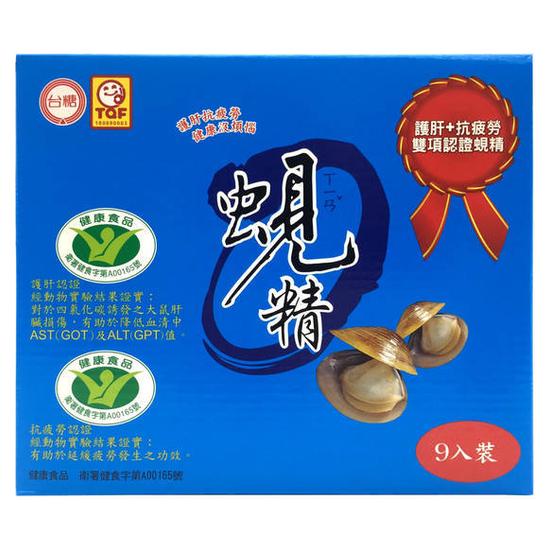 台糖
TQF
護肝抗疲勞
健康沒煩惱
護肝+抗疲勞
雙項認證蜆精
ㄒㄧㄢˇ
蜆精
健康食品
衛署健食字第A00165號
護肝認證
經動物實驗結果證實：
對於四氯化碳誘發之大鼠肝
臟損傷，有助於降低血清中
AST(GOT)及ALT(GPT)值。
健康食品
衛署健食字第A00165號
抗疲勞認證
經動物實驗結果證實：
有助於延緩疲勞發生之功效。
健康食品 衛署健食字第A00165號
9入裝